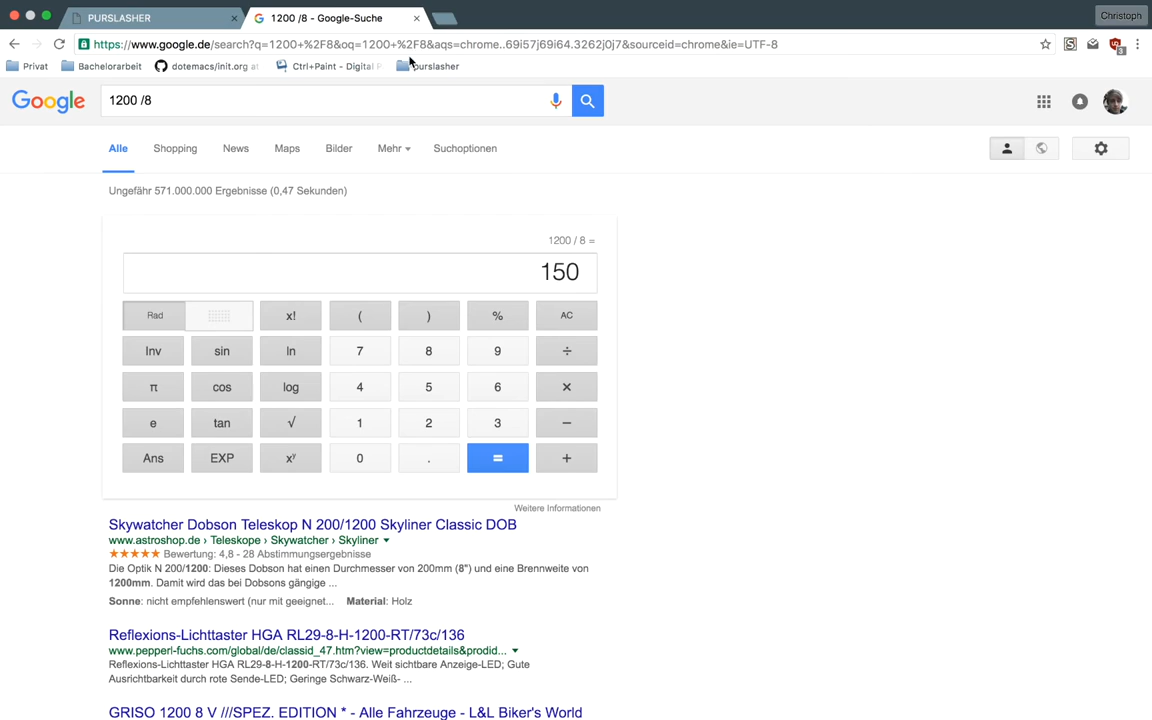 PURSLASHER
1200 /8 - Google-Suche
Christoph
https://www.google.de/search?q=1200+%2F8&oq=1200+%2F8&aqs=chrome..69i57j69i64.3262j0j7&sourceid=chrome&ie=UTF-8
3
Privat
Bachelorarbeit
dotemacs/init.org at
Ctrl+Paint - Digital P
purslasher
Google
1200 /8
Alle
Shopping
News
Maps
Bilder
Mehr
Suchoptionen
Ungefähr 571.000.000 Ergebnisse (0,47 Sekunden)
1200 / 8 =
150
Rad x! ( ) % AC
Inv sin ln 7 8 9 ÷
π cos log 4 5 6 ×
e tan √ 1 2 3 −
Ans EXP xʸ 0 . = +
Weitere Informationen
Skywatcher Dobson Teleskop N 200/1200 Skyliner Classic DOB
www.astroshop.de › Teleskope › Skywatcher › Skyliner
★★★★★ Bewertung: 4,8 - 28 Abstimmungsergebnisse
Die Optik N 200/1200: Dieses Dobson hat einen Durchmesser von 200mm (8") und eine Brennweite von
1200mm. Damit wird das bei Dobsons gängige ...
Sonne: nicht empfehlenswert (nur mit geeignet... Material: Holz
Reflexions-Lichttaster HGA RL29-8-H-1200-RT/73c/136
www.pepperl-fuchs.com/global/de/classid_47.htm?view=productdetails&prodid...
Reflexions-Lichttaster HGA RL29-8-H-1200-RT/73c/136. Weit sichtbare Anzeige-LED; Gute
Ausrichtbarkeit durch rote Sende-LED; Geringe Schwarz-Weiß- ...
GRISO 1200 8 V ///SPEZ. EDITION * - Alle Fahrzeuge - L&L Biker's World